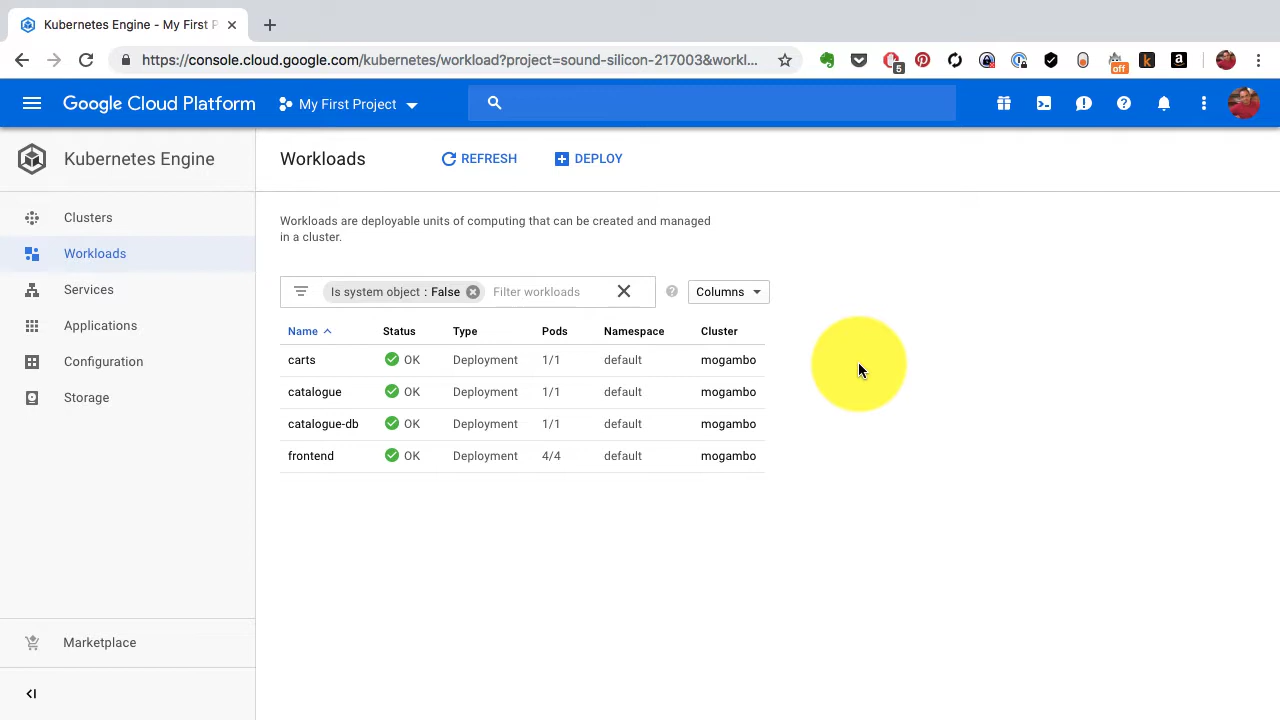 Kubernetes Engine - My First P
https://console.cloud.google.com/kubernetes/workload?project=sound-silicon-217003&workl...
5
off
k
a
Google Cloud Platform
My First Project
Kubernetes Engine
Workloads
REFRESH
DEPLOY
Clusters
Workloads
Services
Applications
Configuration
Storage
Marketplace
Workloads are deployable units of computing that can be created and managed
in a cluster.
Is system object : False
Filter workloads
Columns
Name Status Type Pods Namespace Cluster
carts OK Deployment 1/1 default mogambo
catalogue OK Deployment 1/1 default mogambo
catalogue-db OK Deployment 1/1 default mogambo
frontend OK Deployment 4/4 default mogambo